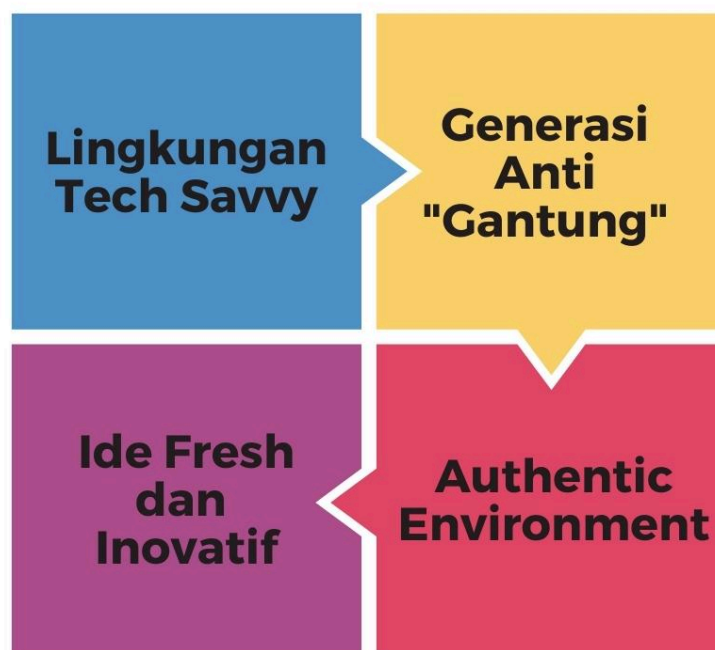 Lingkungan
Tech Savvy
Generasi
Anti
"Gantung"
Authentic
Environment
Ide Fresh
dan
Inovatif